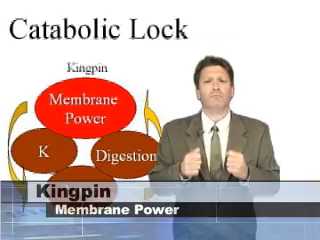 Catabolic Lock
Kingpin
Membrane
Power
K
Digestion
Kingpin
Membrane Power